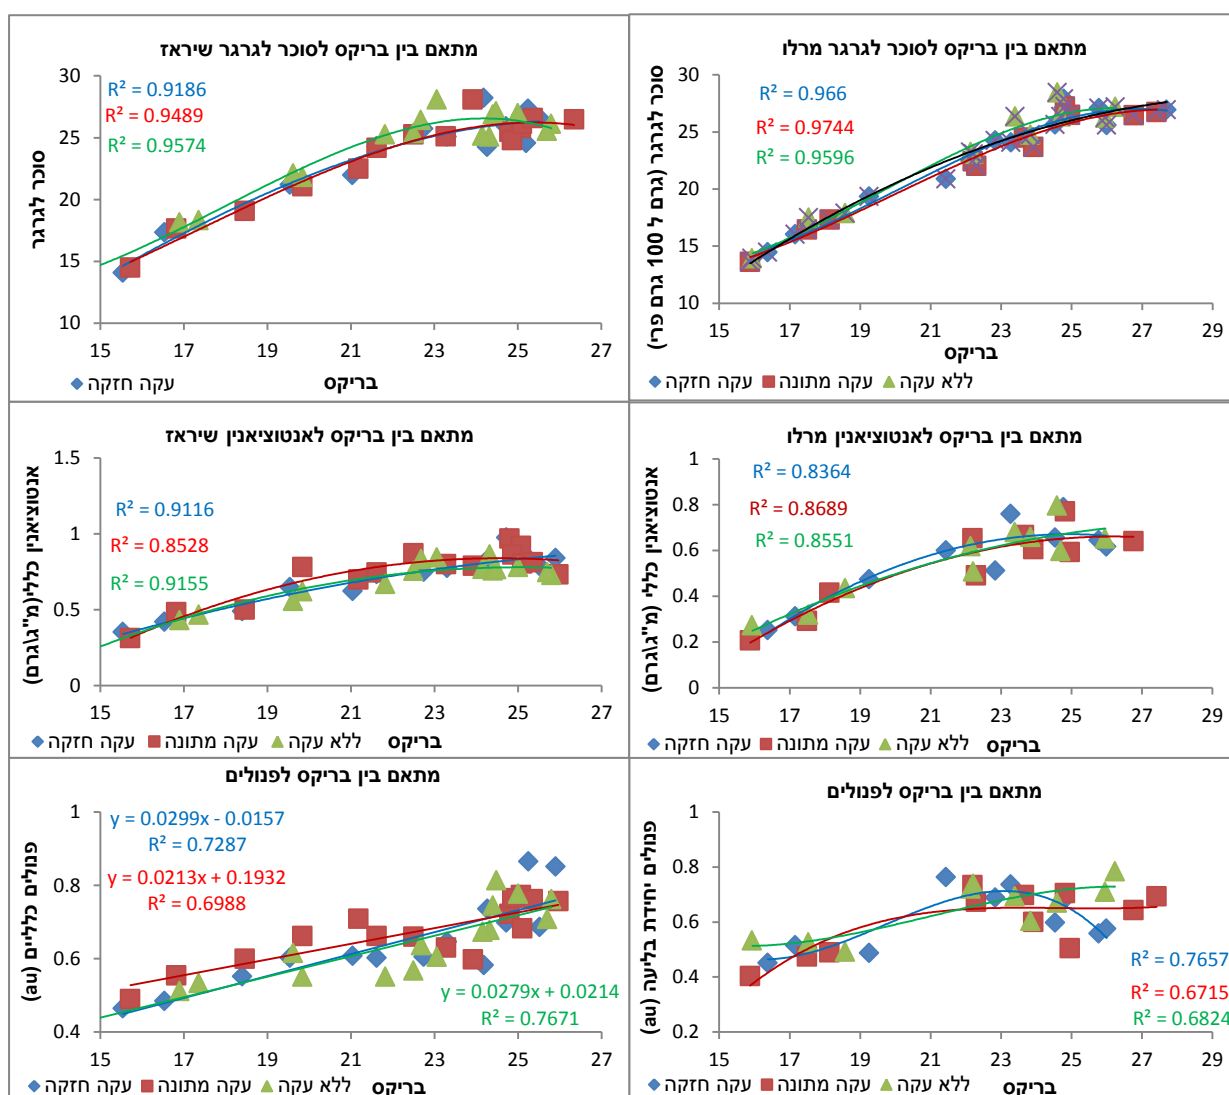 מתאם בין בריקס לסוכר לגרגר שיראז
סוכר לגרגר
R² = 0.9186
R² = 0.9489
R² = 0.9574
30
25
20
15
10
15 17 19 21 23 25 27
בריקס
עקה חזקה
מתאם בין בריקס לסוכר לגרגר מרלו
סוכר לגרגר (גרם ל 100 גרם פרי)
R² = 0.966
R² = 0.9744
R² = 0.9596
30
25
20
15
10
15 17 19 21 23 25 27 29
בריקס
עקה חזקה עקה מתונה ללא עקה
מתאם בין בריקס לאנטוציאנין שיראז
אנטוציאנין כללי(מ"ג\גרם)
R² = 0.9116
R² = 0.8528
R² = 0.9155
1.5
1
0.5
0
15 17 19 21 23 25 27
עקה חזקה עקה מתונה ללא עקה בריקס
מתאם בין בריקס לאנטוציאנין מרלו
אנטוציאנין כללי (מ"ג\גרם)
R² = 0.8364
R² = 0.8689
R² = 0.8551
1
0.8
0.6
0.4
0.2
0
15 17 19 21 23 25 27 29
עקה חזקה עקה מתונה ללא עקה בריקס
מתאם בין בריקס לפנולים
פנולים כלליים (au)
y = 0.0299x - 0.0157
R² = 0.7287
y = 0.0213x + 0.1932
R² = 0.6988
y = 0.0279x + 0.0214
R² = 0.7671
1
0.8
0.6
0.4
15 17 19 21 23 25 27
עקה חזקה עקה מתונה ללא עקה בריקס
מתאם בין בריקס לפנולים
פנולים יחידת בליעה (au)
R² = 0.7657
R² = 0.6715
R² = 0.6824
1
0.8
0.6
0.4
0.2
15 17 19 21 23 25 27 29
עקה חזקה עקה מתונה ללא עקה בריקס